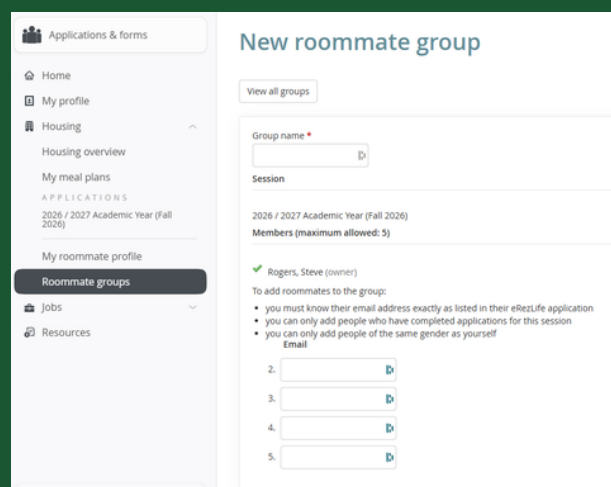 Applications & forms
Home
My profile
Housing
Housing overview
My meal plans
APPLICATIONS
2026 / 2027 Academic Year (Fall
2026)
My roommate profile
Roommate groups
Jobs
Resources
New roommate group
View all groups
Group name *
Session
2026 / 2027 Academic Year (Fall 2026)
Members (maximum allowed: 5)
Rogers, Steve (owner)
To add roommates to the group:
• you must know their email address exactly as listed in their eRezLife application
• you can only add people who have completed applications for this session
• you can only add people of the same gender as yourself
Email
2.
3.
4.
5.